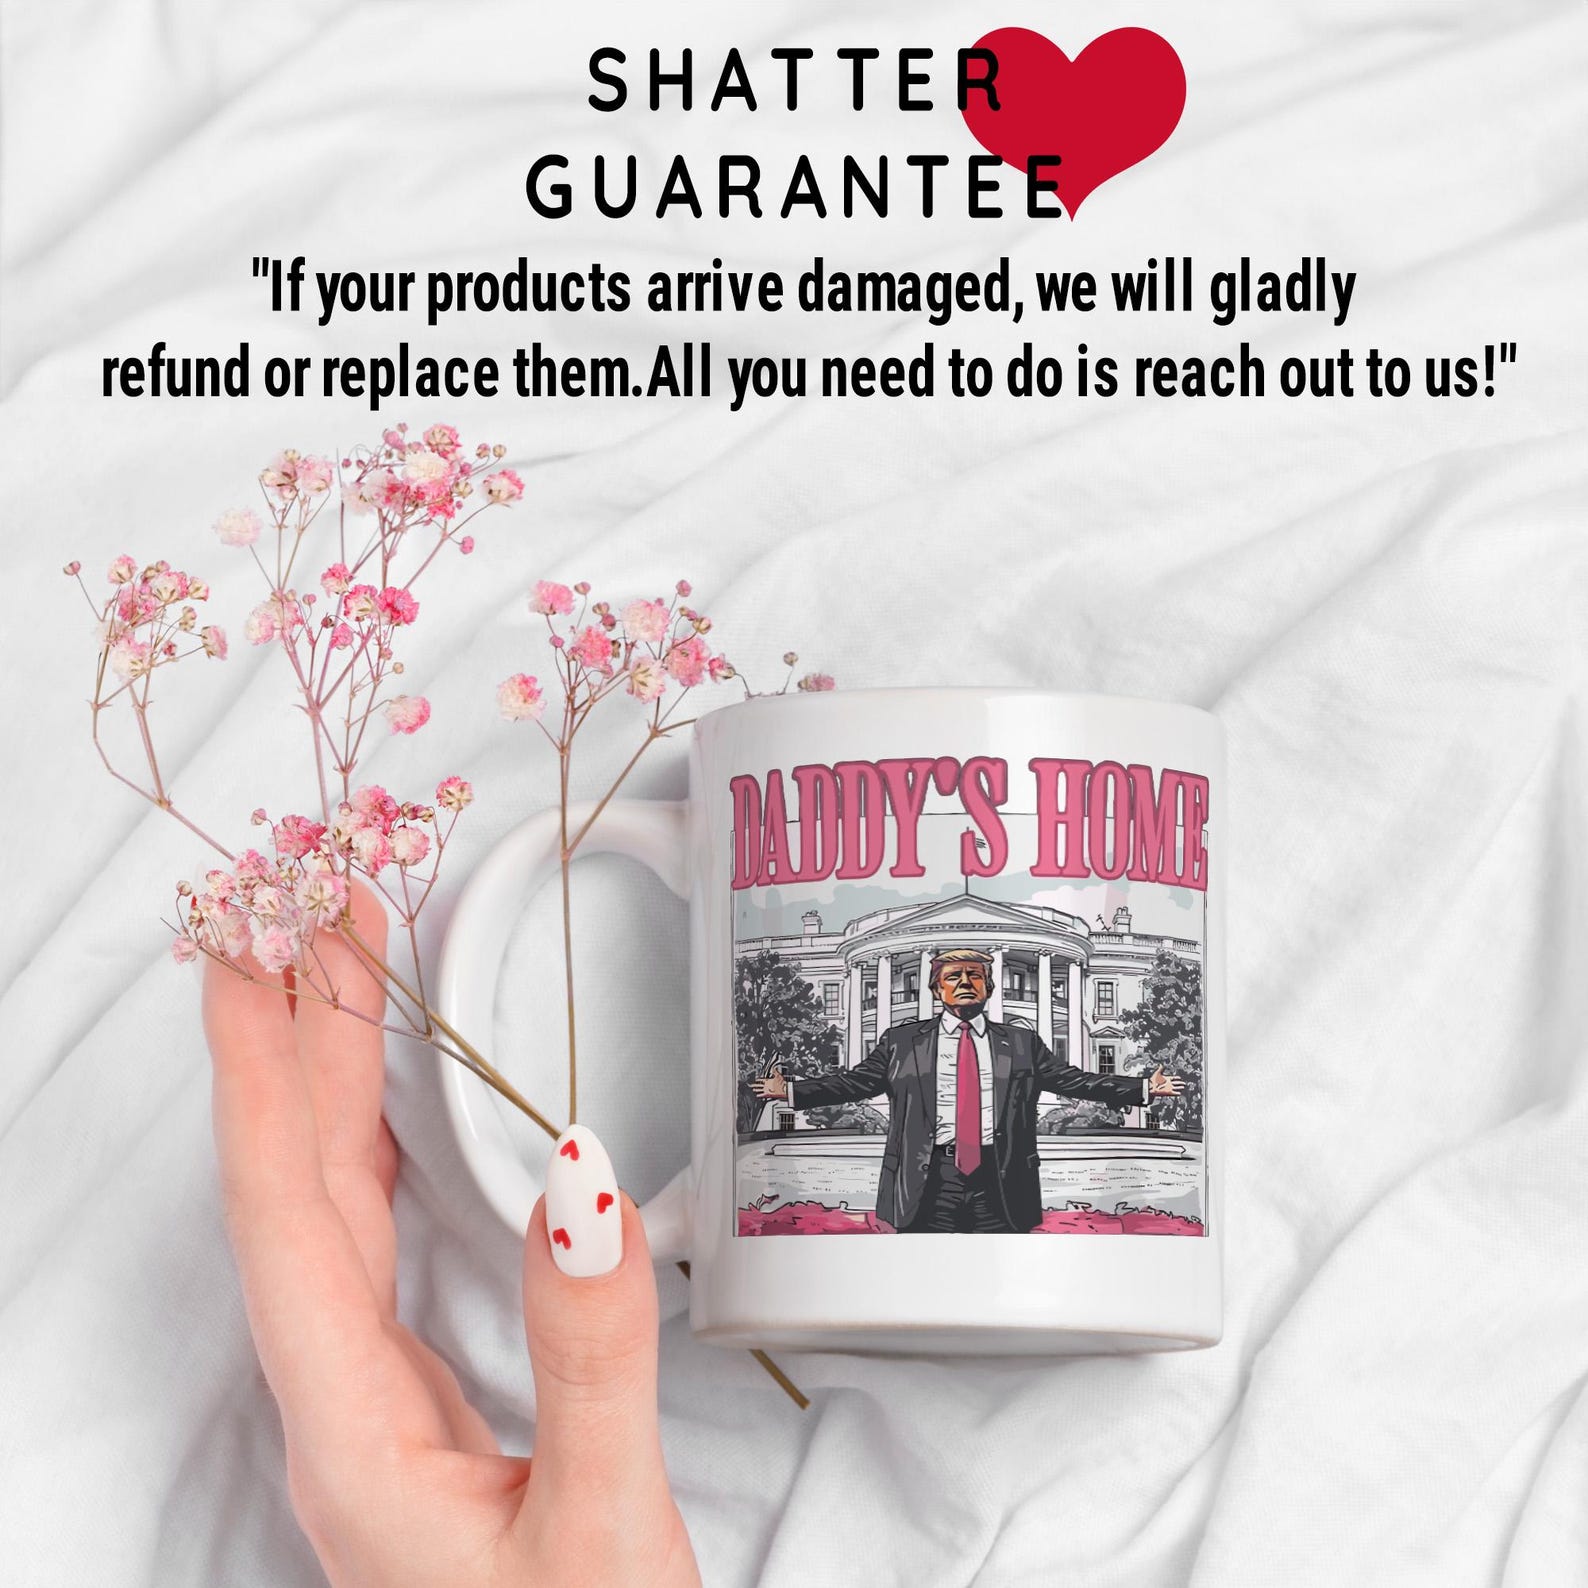 SHATTER
GUARANTEE
"If your products arrive damaged, we will gladly
refund or replace them.All you need to do is reach out to us!"
DADDY'S HOME